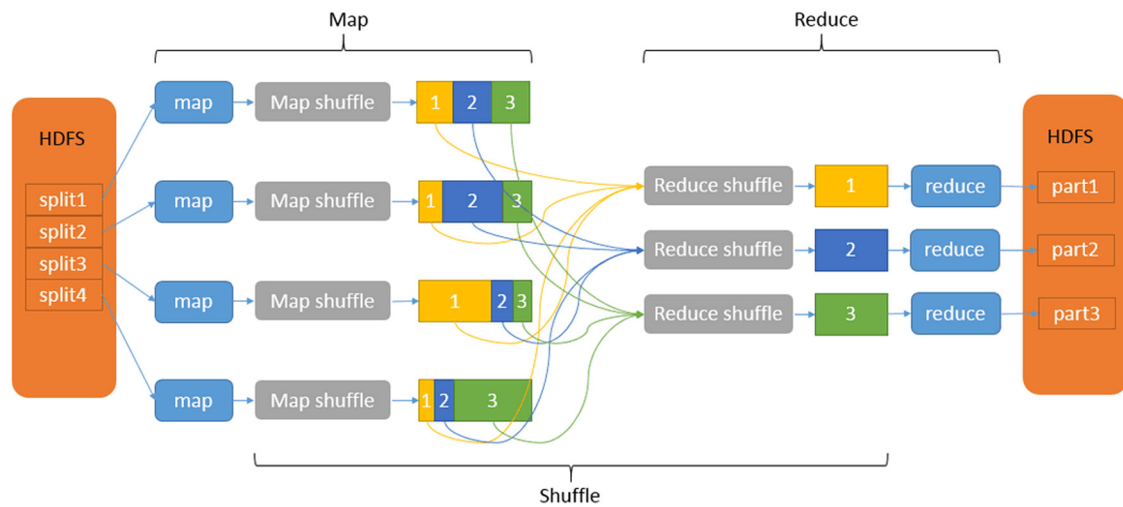 Map
Reduce
HDFS
split1
split2
split3
split4
map
Map shuffle
1 2 3
map
Map shuffle
1 2 3
map
Map shuffle
1 2 3
map
Map shuffle
1 2 3
Reduce shuffle
1
reduce
Reduce shuffle
2
reduce
Reduce shuffle
3
reduce
HDFS
part1
part2
part3
Shuffle